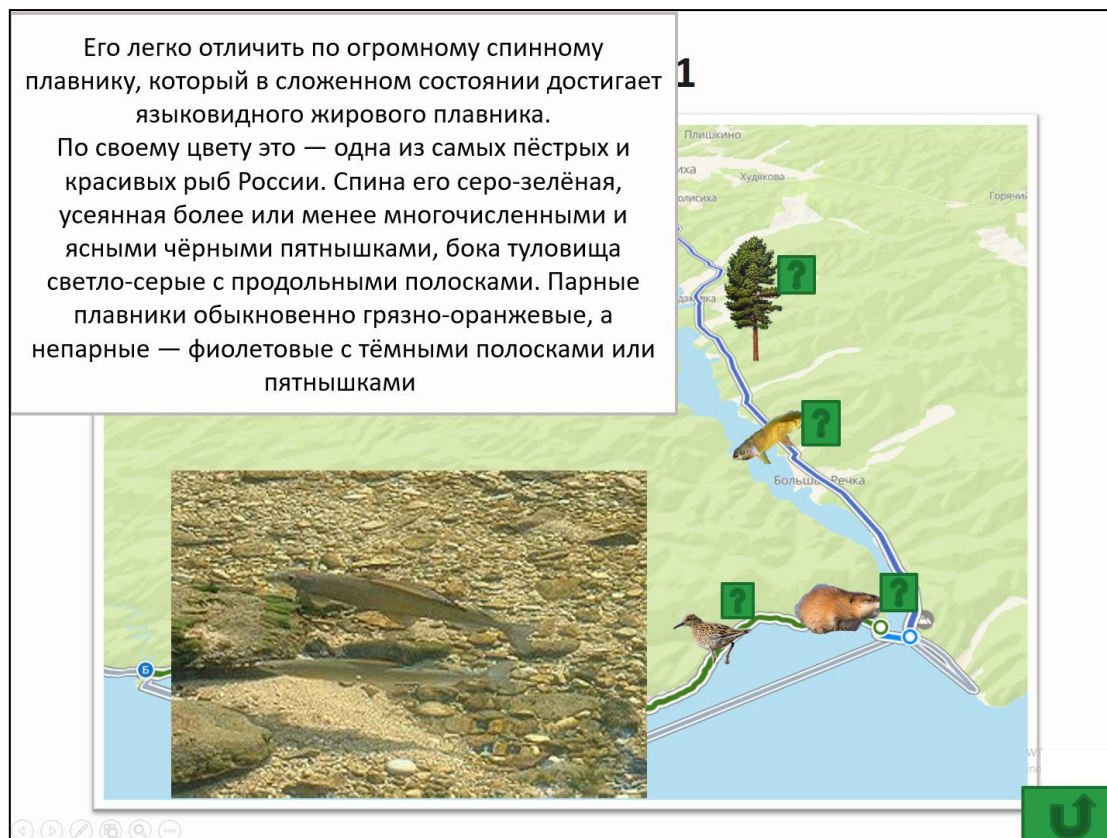 Его легко отличить по огромному спинному
плавнику, который в сложенном состоянии достигает
языковидного жирового плавника.
По своему цвету это — одна из самых пёстрых и
красивых рыб России. Спина его серо-зелёная,
усеянная более или менее многочисленными и
ясными чёрными пятнышками, бока туловища
светло-серые с продольными полосками. Парные
плавники обыкновенно грязно-оранжевые, а
непарные — фиолетовые с тёмными полосками или
пятнышками
1
Плишкино
иха
Худякова
олисиха
Горячий
?
?
Большая Речка
?
?
Б